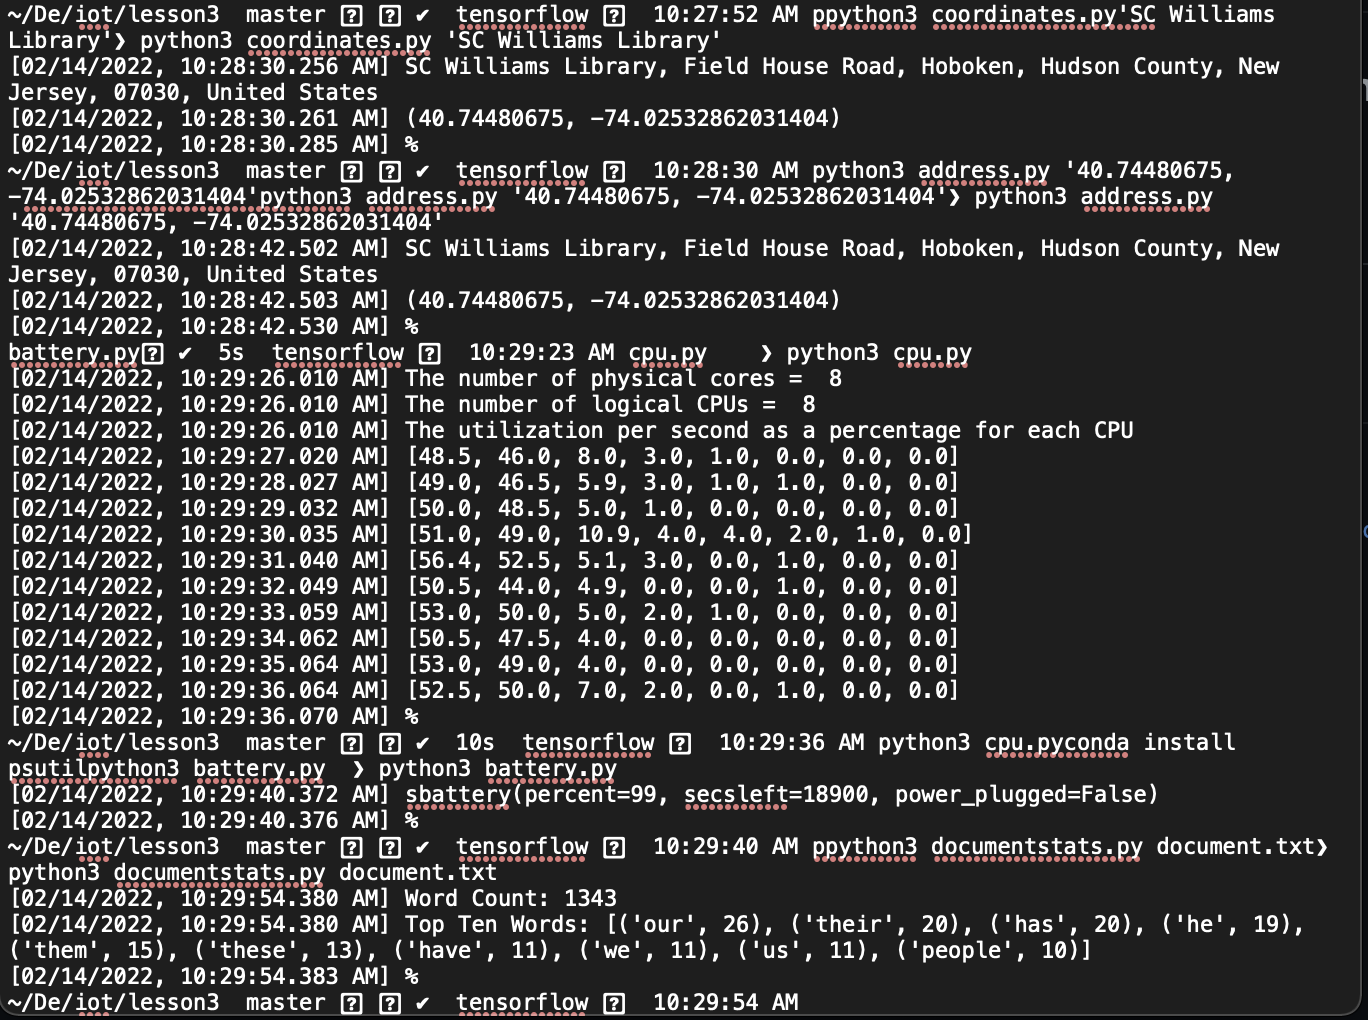 ~/De/iot/lesson3  master ⍰ ⍰ ✔  tensorflow ⍰  10:27:52 AM ppython3 coordinates.py'SC Williams
Library'❯ python3 coordinates.py 'SC Williams Library'
[02/14/2022, 10:28:30.256 AM] SC Williams Library, Field House Road, Hoboken, Hudson County, New
Jersey, 07030, United States
[02/14/2022, 10:28:30.261 AM] (40.74480675, -74.02532862031404)
[02/14/2022, 10:28:30.285 AM] %
~/De/iot/lesson3  master ⍰ ⍰ ✔  tensorflow ⍰  10:28:30 AM python3 address.py '40.74480675,
-74.02532862031404'python3 address.py '40.74480675, -74.02532862031404'❯ python3 address.py
'40.74480675, -74.02532862031404'
[02/14/2022, 10:28:42.502 AM] SC Williams Library, Field House Road, Hoboken, Hudson County, New
Jersey, 07030, United States
[02/14/2022, 10:28:42.503 AM] (40.74480675, -74.02532862031404)
[02/14/2022, 10:28:42.530 AM] %
battery.py⍰ ✔  5s  tensorflow ⍰  10:29:23 AM cpu.py    ❯ python3 cpu.py
[02/14/2022, 10:29:26.010 AM] The number of physical cores =  8
[02/14/2022, 10:29:26.010 AM] The number of logical CPUs =  8
[02/14/2022, 10:29:26.010 AM] The utilization per second as a percentage for each CPU
[02/14/2022, 10:29:27.020 AM] [48.5, 46.0, 8.0, 3.0, 1.0, 0.0, 0.0, 0.0]
[02/14/2022, 10:29:28.027 AM] [49.0, 46.5, 5.9, 3.0, 1.0, 1.0, 0.0, 0.0]
[02/14/2022, 10:29:29.032 AM] [50.0, 48.5, 5.0, 1.0, 0.0, 0.0, 0.0, 0.0]
[02/14/2022, 10:29:30.035 AM] [51.0, 49.0, 10.9, 4.0, 4.0, 2.0, 1.0, 0.0]
[02/14/2022, 10:29:31.040 AM] [56.4, 52.5, 5.1, 3.0, 0.0, 1.0, 0.0, 0.0]
[02/14/2022, 10:29:32.049 AM] [50.5, 44.0, 4.9, 0.0, 0.0, 1.0, 0.0, 0.0]
[02/14/2022, 10:29:33.059 AM] [53.0, 50.0, 5.0, 2.0, 1.0, 0.0, 0.0, 0.0]
[02/14/2022, 10:29:34.062 AM] [50.5, 47.5, 4.0, 0.0, 0.0, 0.0, 0.0, 0.0]
[02/14/2022, 10:29:35.064 AM] [53.0, 49.0, 4.0, 0.0, 0.0, 0.0, 0.0, 0.0]
[02/14/2022, 10:29:36.064 AM] [52.5, 50.0, 7.0, 2.0, 0.0, 1.0, 0.0, 0.0]
[02/14/2022, 10:29:36.070 AM] %
~/De/iot/lesson3  master ⍰ ⍰ ✔  10s  tensorflow ⍰  10:29:36 AM python3 cpu.pyconda install
psutilpython3 battery.py  ❯ python3 battery.py
[02/14/2022, 10:29:40.372 AM] sbattery(percent=99, secsleft=18900, power_plugged=False)
[02/14/2022, 10:29:40.376 AM] %
~/De/iot/lesson3  master ⍰ ⍰ ✔  tensorflow ⍰  10:29:40 AM ppython3 documentstats.py document.txt❯
python3 documentstats.py document.txt
[02/14/2022, 10:29:54.380 AM] Word Count: 1343
[02/14/2022, 10:29:54.380 AM] Top Ten Words: [('our', 26), ('their', 20), ('has', 20), ('he', 19),
('them', 15), ('these', 13), ('have', 11), ('we', 11), ('us', 11), ('people', 10)]
[02/14/2022, 10:29:54.383 AM] %
~/De/iot/lesson3  master ⍰ ⍰ ✔  tensorflow ⍰  10:29:54 AM